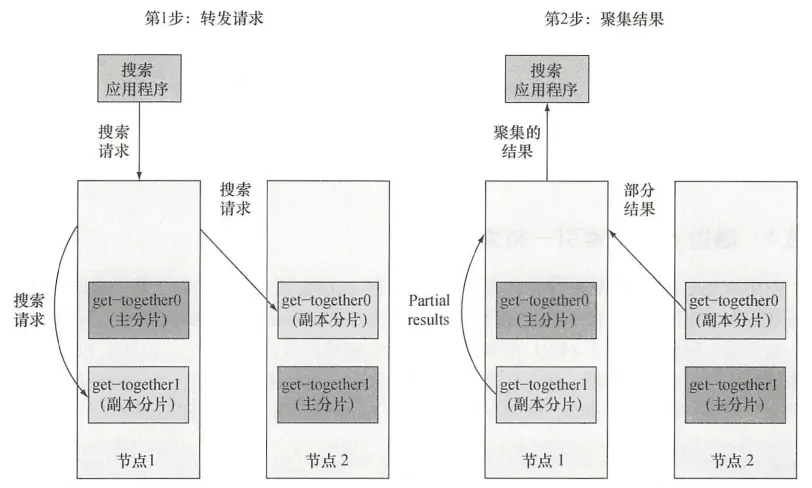 第1步：转发请求
搜索
应用程序
搜索
请求
搜索
请求
搜索
请求
get-together0
(主分片)
get-together1
(副本分片)
节点1
get-together0
(副本分片)
get-together1
(主分片)
节点 2
第2步：聚集结果
搜索
应用程序
聚集的
结果
部分
结果
Partial
results
get-together0
(主分片)
get-together1
(副本分片)
节点 1
get-together0
(副本分片)
get-together1
(主分片)
节点 2